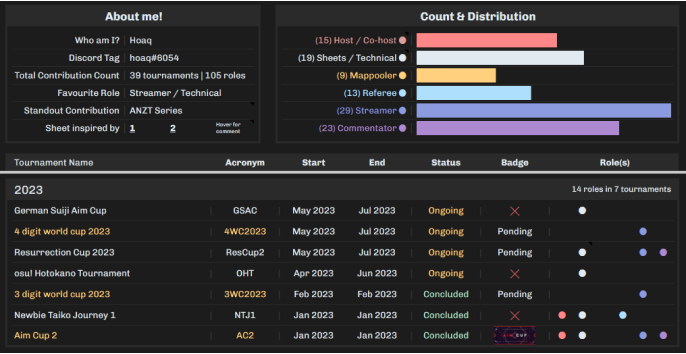 About me!
Who am I? Hoaq
Discord Tag hoaq#6054
Total Contribution Count 39 tournaments | 105 roles
Favourite Role Streamer / Technical
Standout Contribution ANZT Series
Sheet inspired by 1 2 Hover for comment
Count & Distribution
(15) Host / Co-host
(19) Sheets / Technical
(9) Mappooler
(13) Referee
(29) Streamer
(23) Commentator
Tournament Name Acronym Start End Status Badge Role(s)
2023 14 roles in 7 tournaments
German Suiji Aim Cup GSAC May 2023 Jul 2023 Ongoing
4 digit world cup 2023 4WC2023 May 2023 Jul 2023 Ongoing Pending
Resurrection Cup 2023 ResCup2 May 2023 Jul 2023 Ongoing Pending
osu! Hotokano Tournament OHT Apr 2023 Jun 2023 Ongoing
3 digit world cup 2023 3WC2023 Feb 2023 Feb 2023 Concluded Pending
Newbie Taiko Journey 1 NTJ1 Jan 2023 Jan 2023 Concluded
Aim Cup 2 AC2 Jan 2023 Jan 2023 Concluded AIM CUP